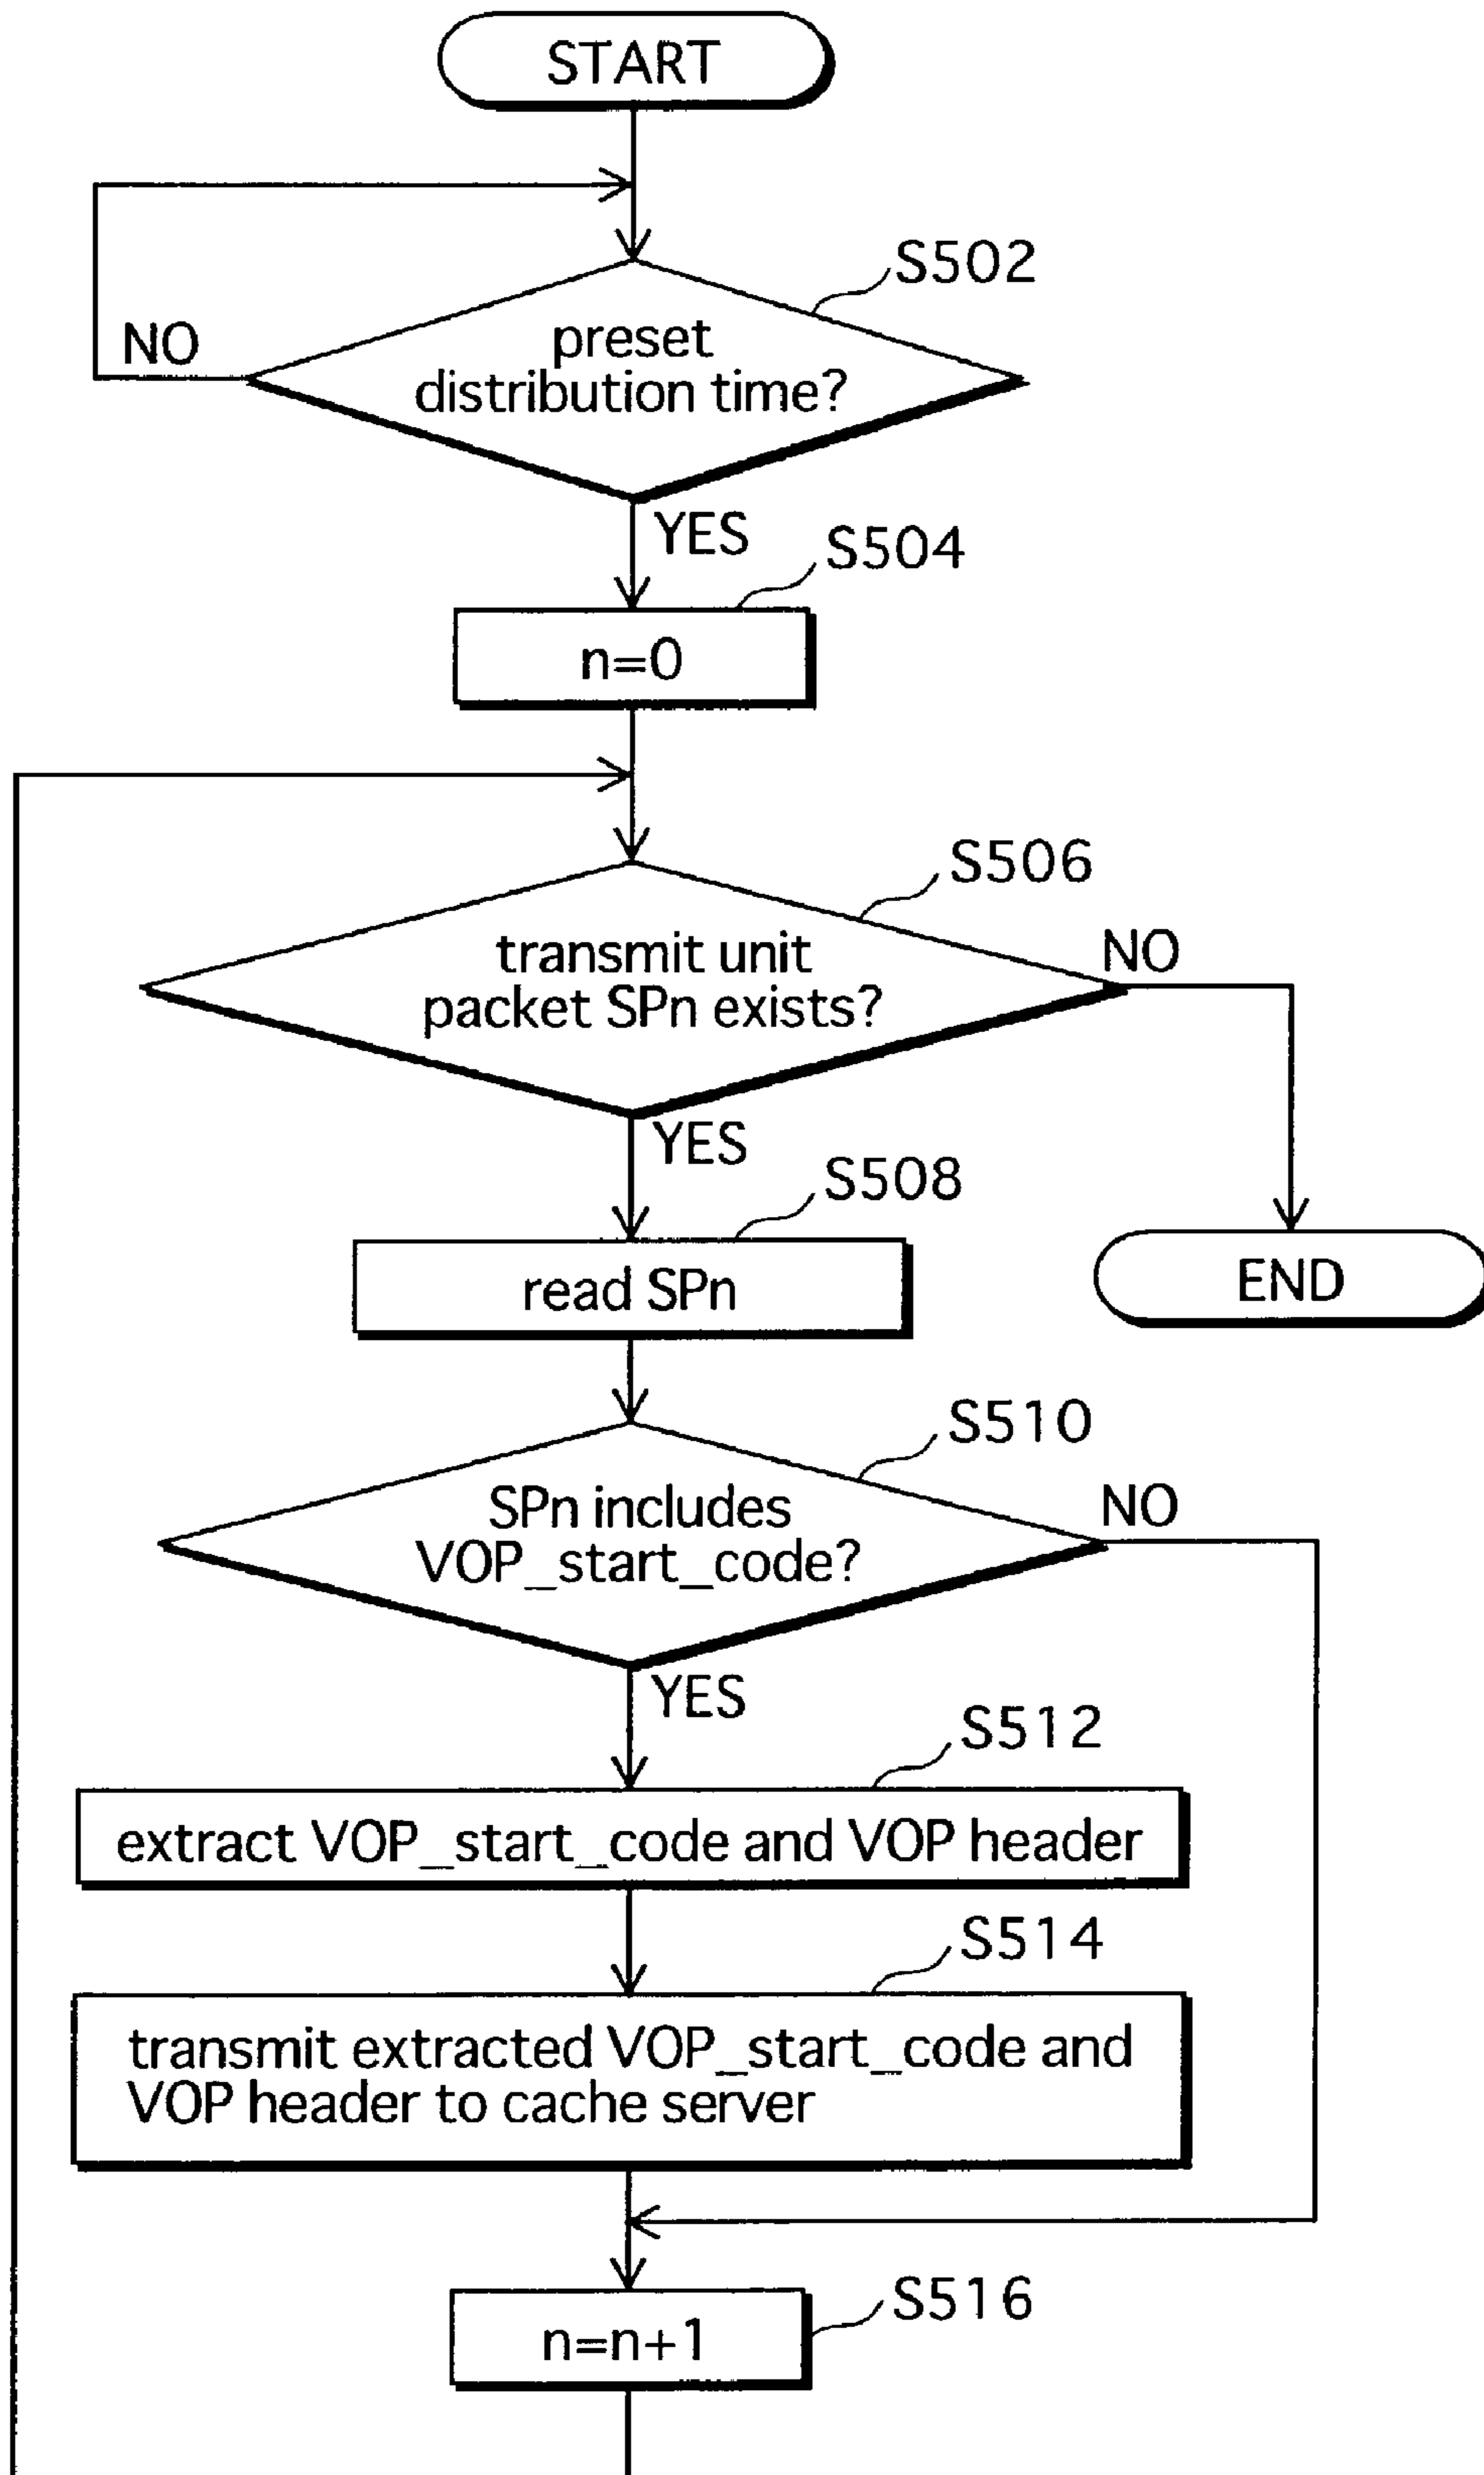 START
S502
NO
preset
distribution time?
YES
S504
n=0
S506
transmit unit
packet SPn exists?
NO
YES
S508
read SPn
END
S510
SPn includes
VOP_start_code?
NO
YES
S512
extract VOP_start_code and VOP header
S514
transmit extracted VOP_start_code and
VOP header to cache server
S516
n=n+1